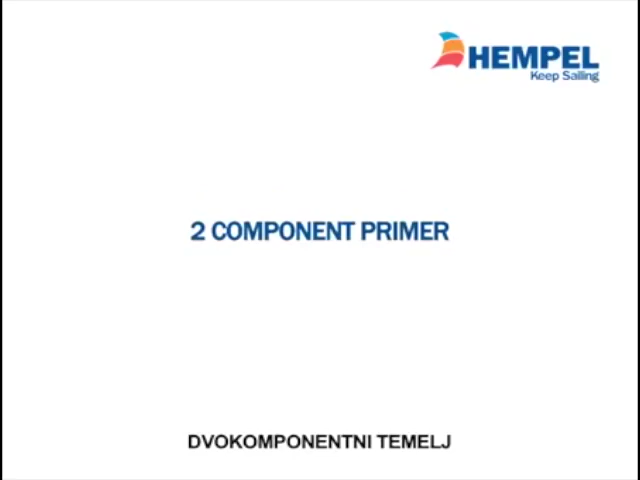 HEMPEL
Keep Sailing
2 COMPONENT PRIMER
DVOKOMPONENTNI TEMELJ